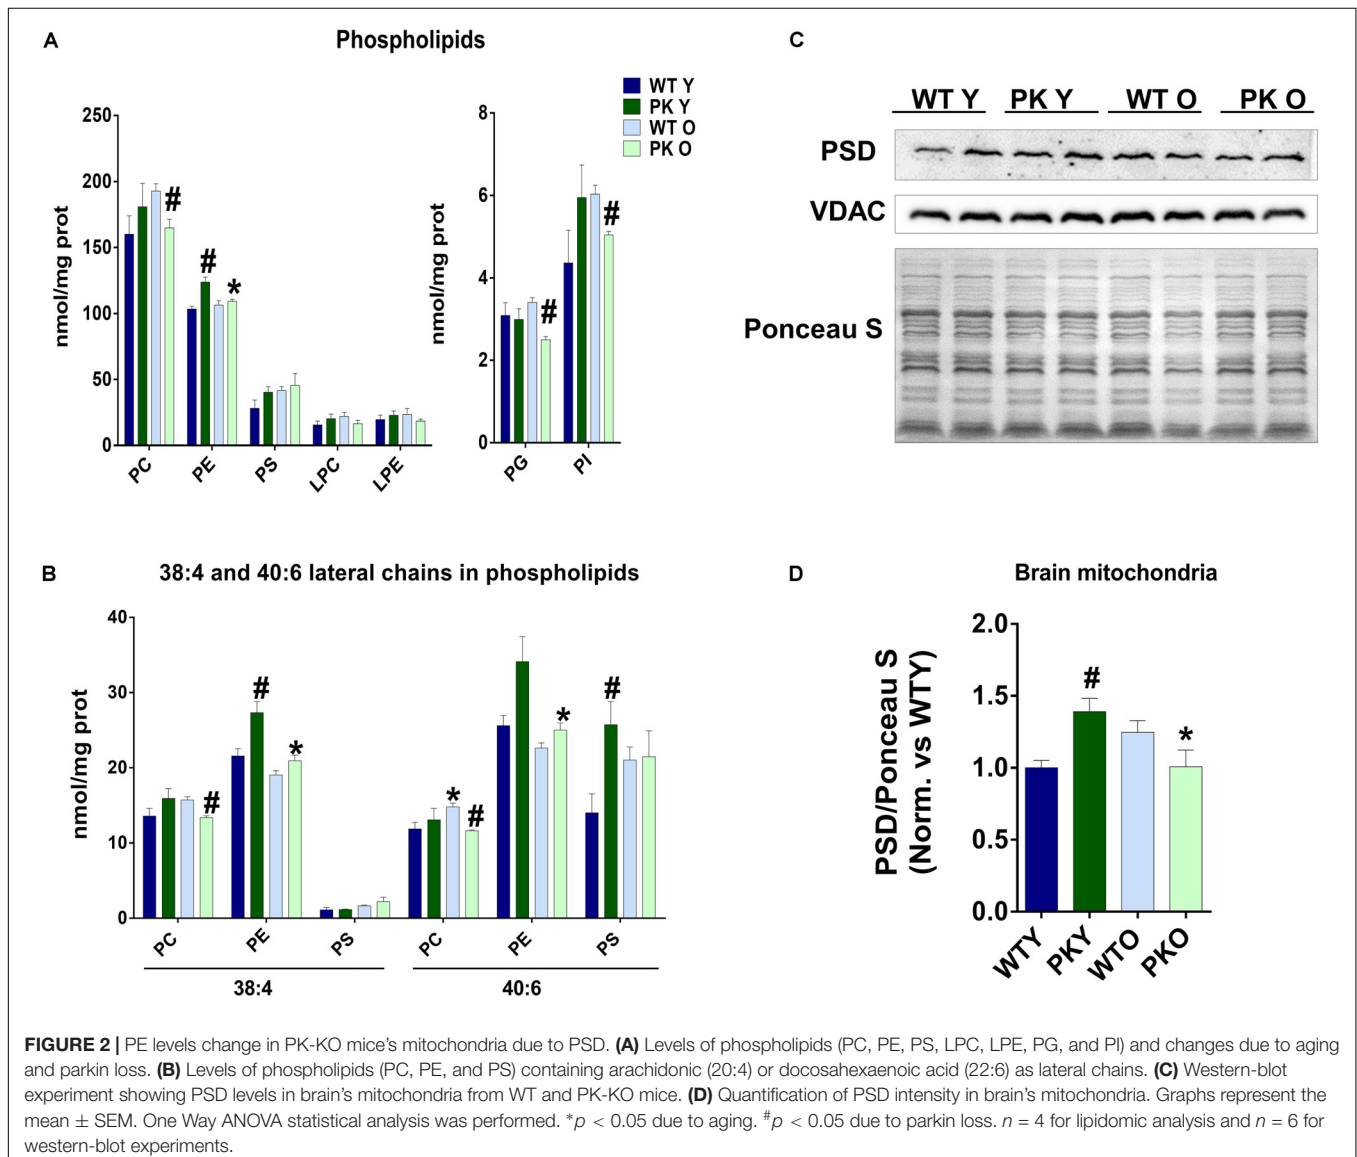 A
Phospholipids
WT Y
PK Y
WT O
PK O
nmol/mg prot
250
200
150
100
50
0
#
#
*
PC
PE
PS
LPC
LPE
nmol/mg prot
8
6
4
2
0
#
#
PG
PI
C
WT Y PK Y WT O PK O
PSD
VDAC
Ponceau S
B
38:4 and 40:6 lateral chains in phospholipids
nmol/mg prot
40
30
20
10
0
#
#
*
*
#
*
#
PC
PE
PS
PC
PE
PS
38:4
40:6
D
Brain mitochondria
PSD/Ponceau S
(Norm. vs WTY)
2.0
1.5
1.0
0.5
0.0
#
*
WTY
PKY
WTO
PKO
FIGURE 2 | PE levels change in PK-KO mice's mitochondria due to PSD. (A) Levels of phospholipids (PC, PE, PS, LPC, LPE, PG, and PI) and changes due to aging
and parkin loss. (B) Levels of phospholipids (PC, PE, and PS) containing arachidonic (20:4) or docosahexaenoic acid (22:6) as lateral chains. (C) Western-blot
experiment showing PSD levels in brain's mitochondria from WT and PK-KO mice. (D) Quantification of PSD intensity in brain's mitochondria. Graphs represent the
mean ± SEM. One Way ANOVA statistical analysis was performed. *p < 0.05 due to aging. #p < 0.05 due to parkin loss. n = 4 for lipidomic analysis and n = 6 for
western-blot experiments.